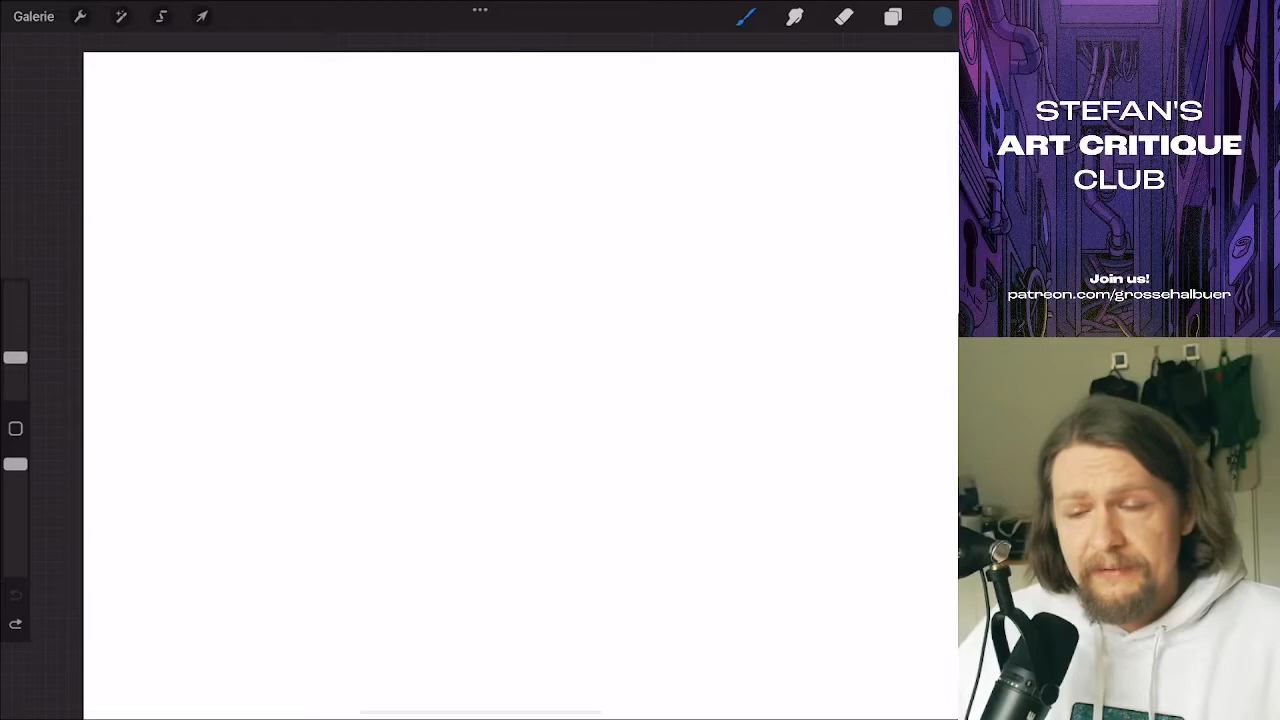 Galerie
STEFAN'S
ART CRITIQUE
CLUB
Join us!
patreon.com/grossehalbuer